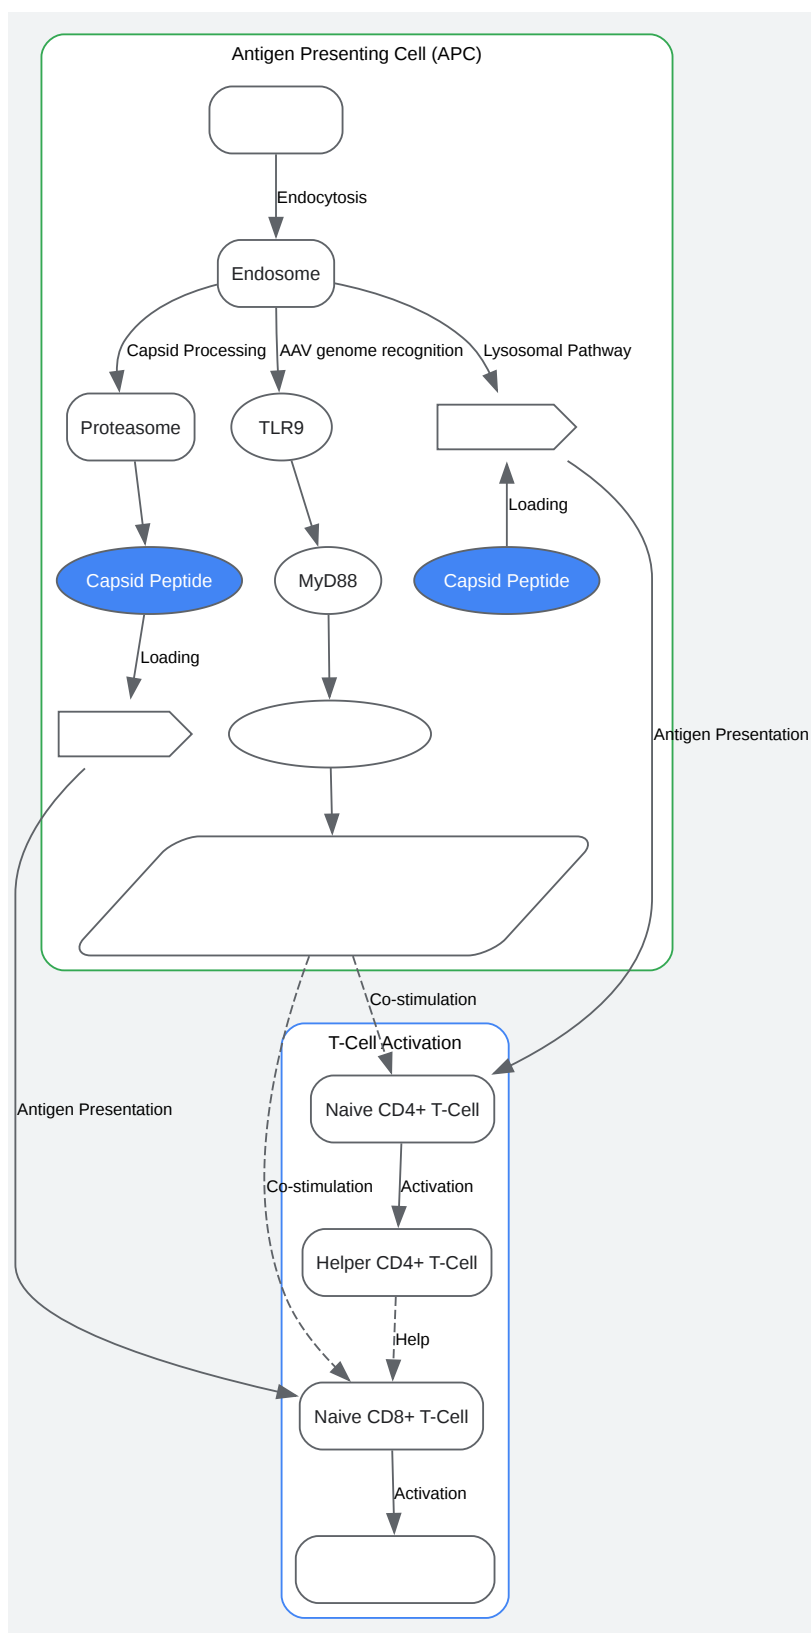 Antigen Presenting Cell (APC)
Endocytosis
Endosome
Capsid Processing
AAV genome recognition
Lysosomal Pathway
Proteasome
TLR9
Loading
Capsid Peptide
MyD88
Capsid Peptide
Loading
Antigen Presentation
Co-stimulation
T-Cell Activation
Naive CD4+ T-Cell
Antigen Presentation
Co-stimulation
Activation
Helper CD4+ T-Cell
Help
Naive CD8+ T-Cell
Activation